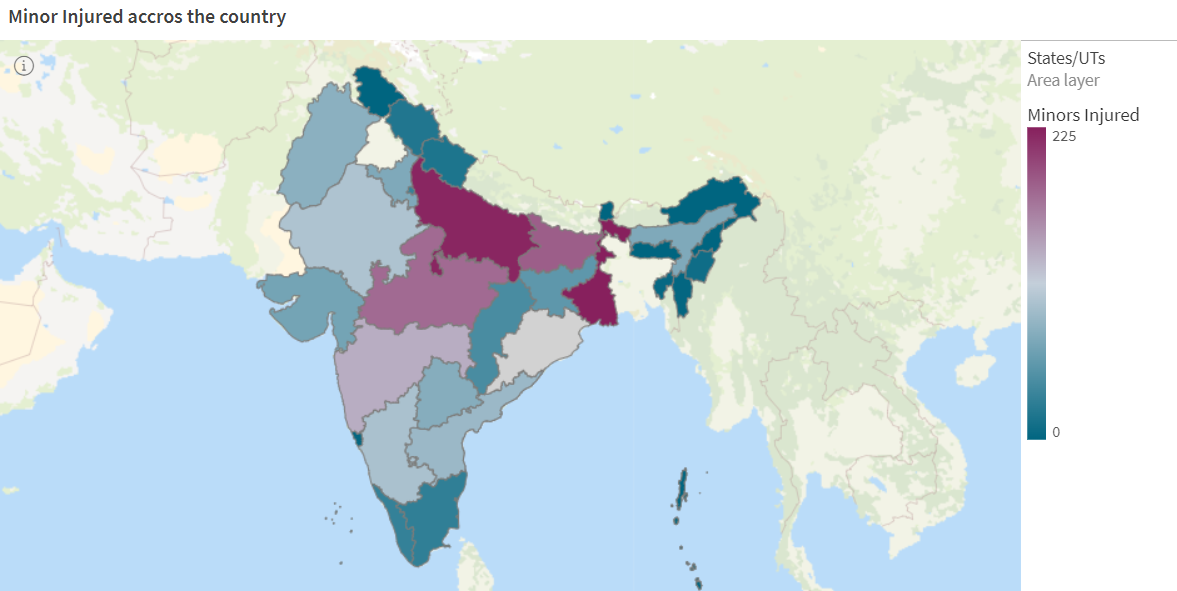 Minor Injured accros the country
i
States/UTs
Area layer
Minors Injured
225
0